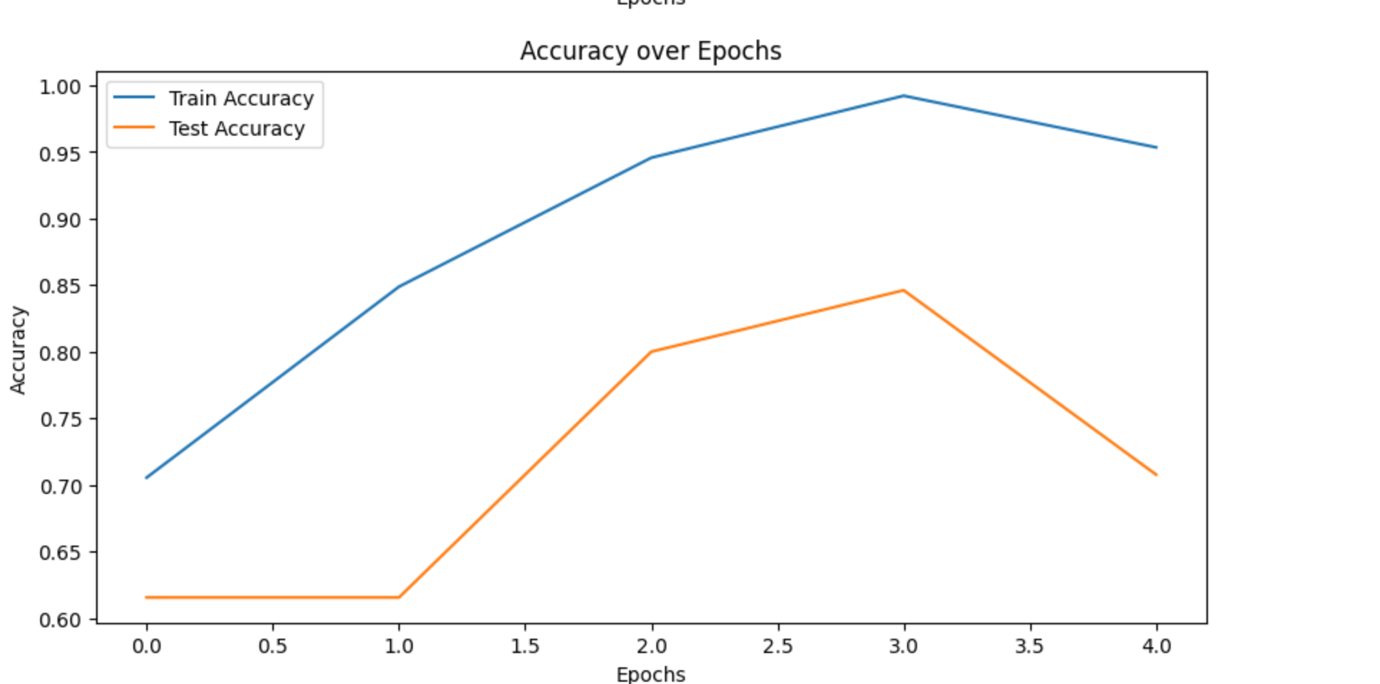 Epochs
Accuracy over Epochs
Train Accuracy
Test Accuracy
1.00
0.95
0.90
0.85
0.80
0.75
0.70
0.65
0.60
Accuracy
0.0 0.5 1.0 1.5 2.0 2.5 3.0 3.5 4.0
Epochs